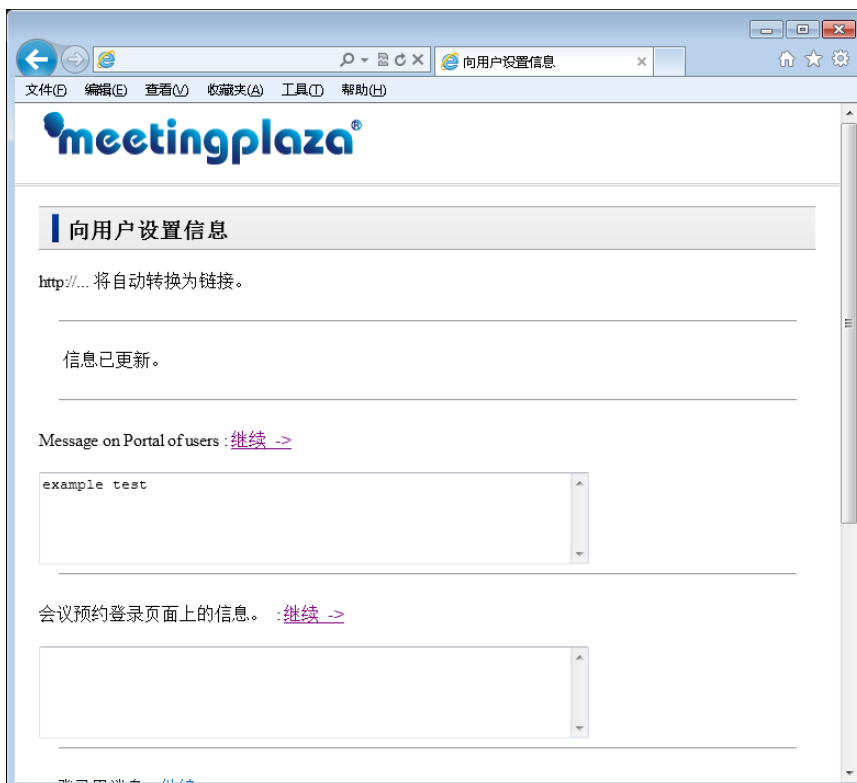 向用户设置信息
文件(F) 编辑(E) 查看(V) 收藏夹(A) 工具(T) 帮助(H)
meetingplaza®
向用户设置信息
http://... 将自动转换为链接。
信息已更新。
Message on Portal of users : 继续 ->
example test
会议预约登录页面上的信息。 : 继续 ->